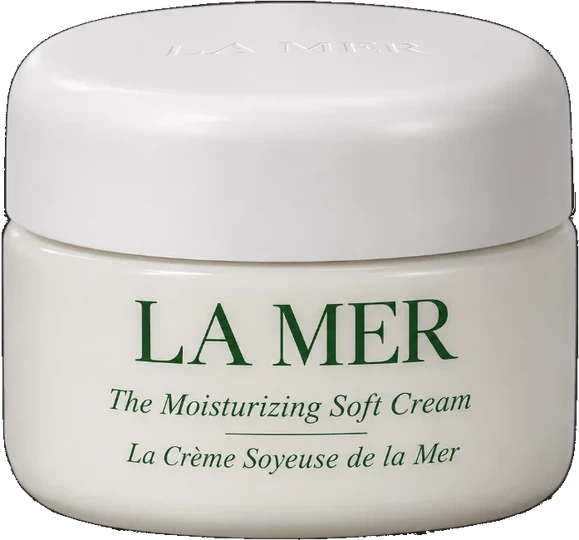 LA MER
LA MER
The Moisturizing Soft Cream
La Crème Soyeuse de la Mer